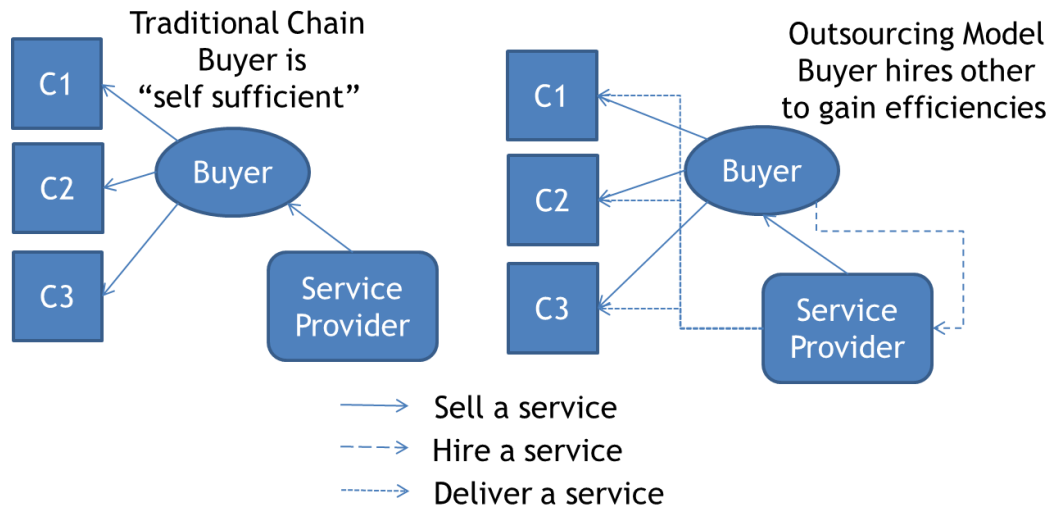 Traditional Chain
Buyer is
“self sufficient”
C1
C2
C3
Buyer
Service
Provider
Outsourcing Model
Buyer hires other
to gain efficiencies
C1
C2
C3
Buyer
Service
Provider
Sell a service
Hire a service
Deliver a service